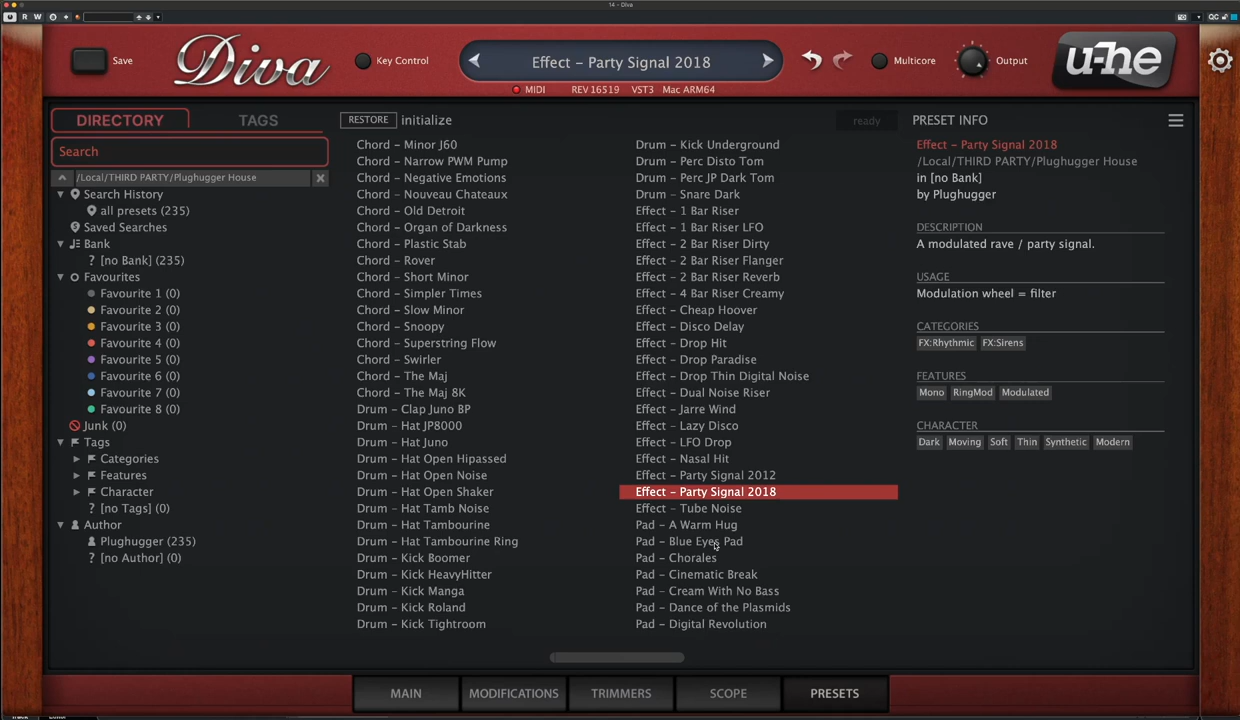 14 - Diva
R W
QC
Save
Diva
Key Control
Effect – Party Signal 2018
Multicore
Output
u-he
MIDI REV 16519 VST3 Mac ARM64
DIRECTORY
TAGS
Search
/Local/THIRD PARTY/Plughugger House
Search History
all presets (235)
Saved Searches
Bank
? [no Bank] (235)
Favourites
Favourite 1 (0)
Favourite 2 (0)
Favourite 3 (0)
Favourite 4 (0)
Favourite 5 (0)
Favourite 6 (0)
Favourite 7 (0)
Favourite 8 (0)
Junk (0)
Tags
Categories
Features
Character
? [no Tags] (0)
Author
Plughugger (235)
? [no Author] (0)
RESTORE initialize
ready
Chord – Minor J60
Chord – Narrow PWM Pump
Chord – Negative Emotions
Chord – Nouveau Chateaux
Chord – Old Detroit
Chord – Organ of Darkness
Chord – Plastic Stab
Chord – Rover
Chord – Short Minor
Chord – Simpler Times
Chord – Slow Minor
Chord – Snoopy
Chord – Superstring Flow
Chord – Swirler
Chord – The Maj
Chord – The Maj 8K
Drum – Clap Juno BP
Drum – Hat JP8000
Drum – Hat Juno
Drum – Hat Open Hipassed
Drum – Hat Open Noise
Drum – Hat Open Shaker
Drum – Hat Tamb Noise
Drum – Hat Tambourine
Drum – Hat Tambourine Ring
Drum – Kick Boomer
Drum – Kick HeavyHitter
Drum – Kick Manga
Drum – Kick Roland
Drum – Kick Tightroom
Drum – Kick Underground
Drum – Perc Disto Tom
Drum – Perc JP Dark Tom
Drum – Snare Dark
Effect – 1 Bar Riser
Effect – 1 Bar Riser LFO
Effect – 2 Bar Riser Dirty
Effect – 2 Bar Riser Flanger
Effect – 2 Bar Riser Reverb
Effect – 4 Bar Riser Creamy
Effect – Cheap Hoover
Effect – Disco Delay
Effect – Drop Hit
Effect – Drop Paradise
Effect – Drop Thin Digital Noise
Effect – Dual Noise Riser
Effect – Jarre Wind
Effect – Lazy Disco
Effect – LFO Drop
Effect – Nasal Hit
Effect – Party Signal 2012
Effect – Party Signal 2018
Effect – Tube Noise
Pad – A Warm Hug
Pad – Blue Eyes Pad
Pad – Chorales
Pad – Cinematic Break
Pad – Cream With No Bass
Pad – Dance of the Plasmids
Pad – Digital Revolution
PRESET INFO
Effect – Party Signal 2018
/Local/THIRD PARTY/Plughugger House
in [no Bank]
by Plughugger
DESCRIPTION
A modulated rave / party signal.
USAGE
Modulation wheel = filter
CATEGORIES
FX:Rhythmic FX:Sirens
FEATURES
Mono RingMod Modulated
CHARACTER
Dark Moving Soft Thin Synthetic Modern
MAIN
MODIFICATIONS
TRIMMERS
SCOPE
PRESETS